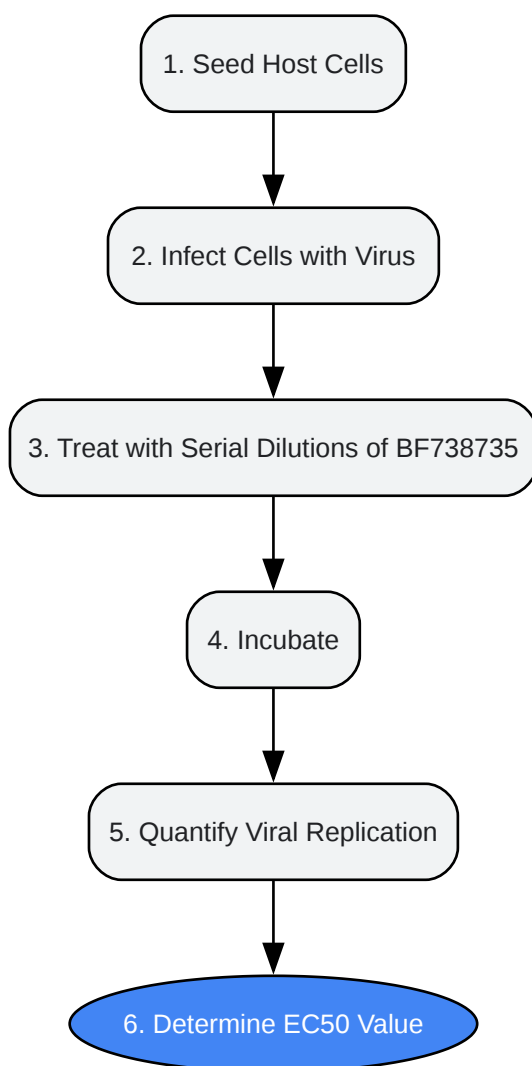 1. Seed Host Cells
2. Infect Cells with Virus
3. Treat with Serial Dilutions of BF738735
4. Incubate
5. Quantify Viral Replication
6. Determine EC50 Value